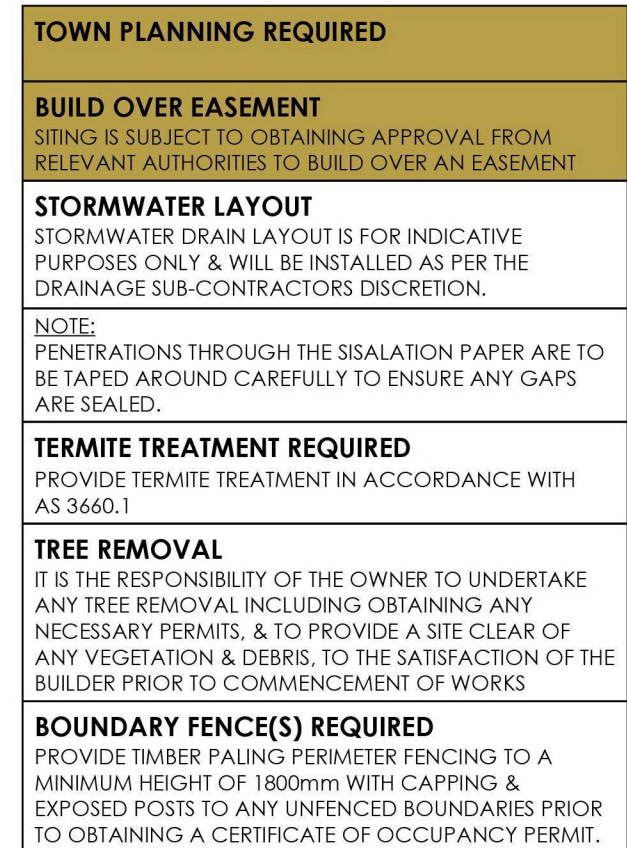 TOWN PLANNING REQUIRED
BUILD OVER EASEMENT
SITING IS SUBJECT TO OBTAINING APPROVAL FROM
RELEVANT AUTHORITIES TO BUILD OVER AN EASEMENT
STORMWATER LAYOUT
STORMWATER DRAIN LAYOUT IS FOR INDICATIVE
PURPOSES ONLY & WILL BE INSTALLED AS PER THE
DRAINAGE SUB-CONTRACTORS DISCRETION.
NOTE:
PENETRATIONS THROUGH THE SISALATION PAPER ARE TO
BE TAPED AROUND CAREFULLY TO ENSURE ANY GAPS
ARE SEALED.
TERMITE TREATMENT REQUIRED
PROVIDE TERMITE TREATMENT IN ACCORDANCE WITH
AS 3660.1
TREE REMOVAL
IT IS THE RESPONSIBILITY OF THE OWNER TO UNDERTAKE
ANY TREE REMOVAL INCLUDING OBTAINING ANY
NECESSARY PERMITS, & TO PROVIDE A SITE CLEAR OF
ANY VEGETATION & DEBRIS, TO THE SATISFACTION OF THE
BUILDER PRIOR TO COMMENCEMENT OF WORKS
BOUNDARY FENCE(S) REQUIRED
PROVIDE TIMBER PALING PERIMETER FENCING TO A
MINIMUM HEIGHT OF 1800mm WITH CAPPING &
EXPOSED POSTS TO ANY UNFENCED BOUNDARIES PRIOR
TO OBTAINING A CERTIFICATE OF OCCUPANCY PERMIT.